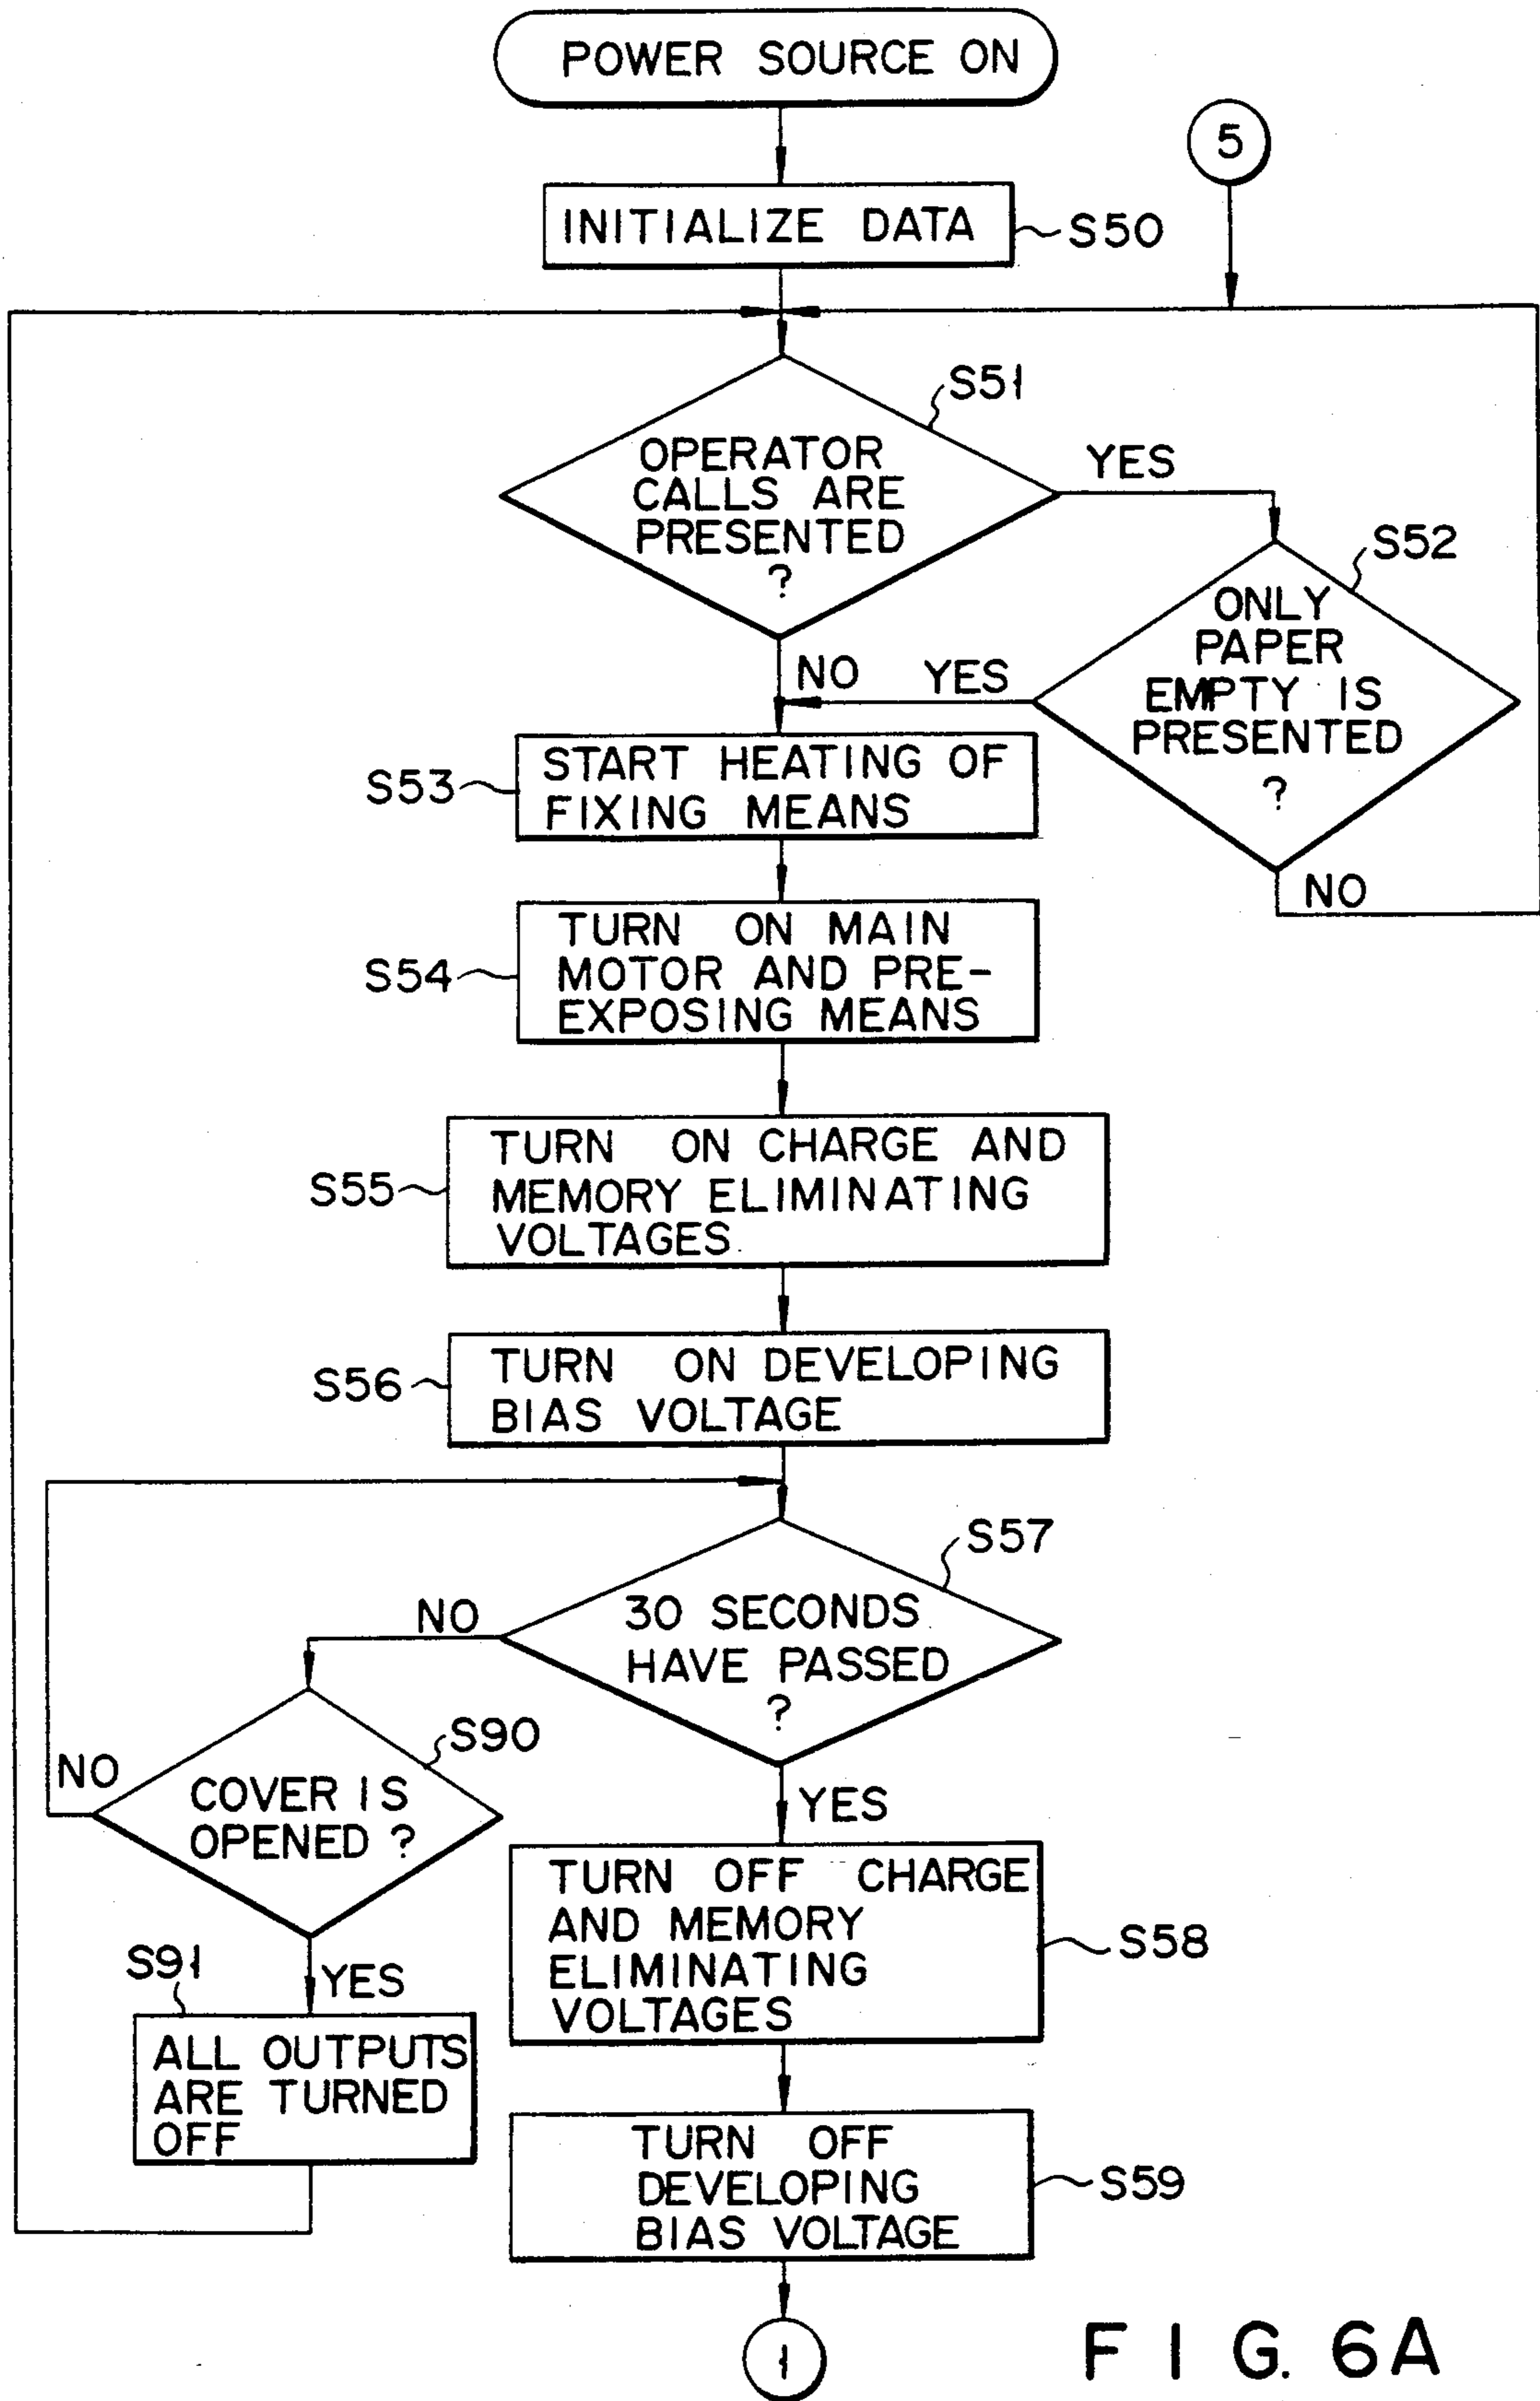 POWER SOURCE ON
5
INITIALIZE DATA
S50
S51
OPERATOR
CALLS ARE
PRESENTED
?
YES
S52
ONLY
PAPER
EMPTY IS
PRESENTED
?
NO
YES
NO
S53
START HEATING OF
FIXING MEANS
S54
TURN ON MAIN
MOTOR AND PRE-
EXPOSING MEANS
S55
TURN ON CHARGE AND
MEMORY ELIMINATING
VOLTAGES
S56
TURN ON DEVELOPING
BIAS VOLTAGE
S57
30 SECONDS
HAVE PASSED
?
NO
S90
NO
COVER IS
OPENED ?
YES
YES
S91
ALL OUTPUTS
ARE TURNED
OFF
TURN OFF CHARGE
AND MEMORY
ELIMINATING
VOLTAGES
S58
TURN OFF
DEVELOPING
BIAS VOLTAGE
S59
1
FIG. 6A